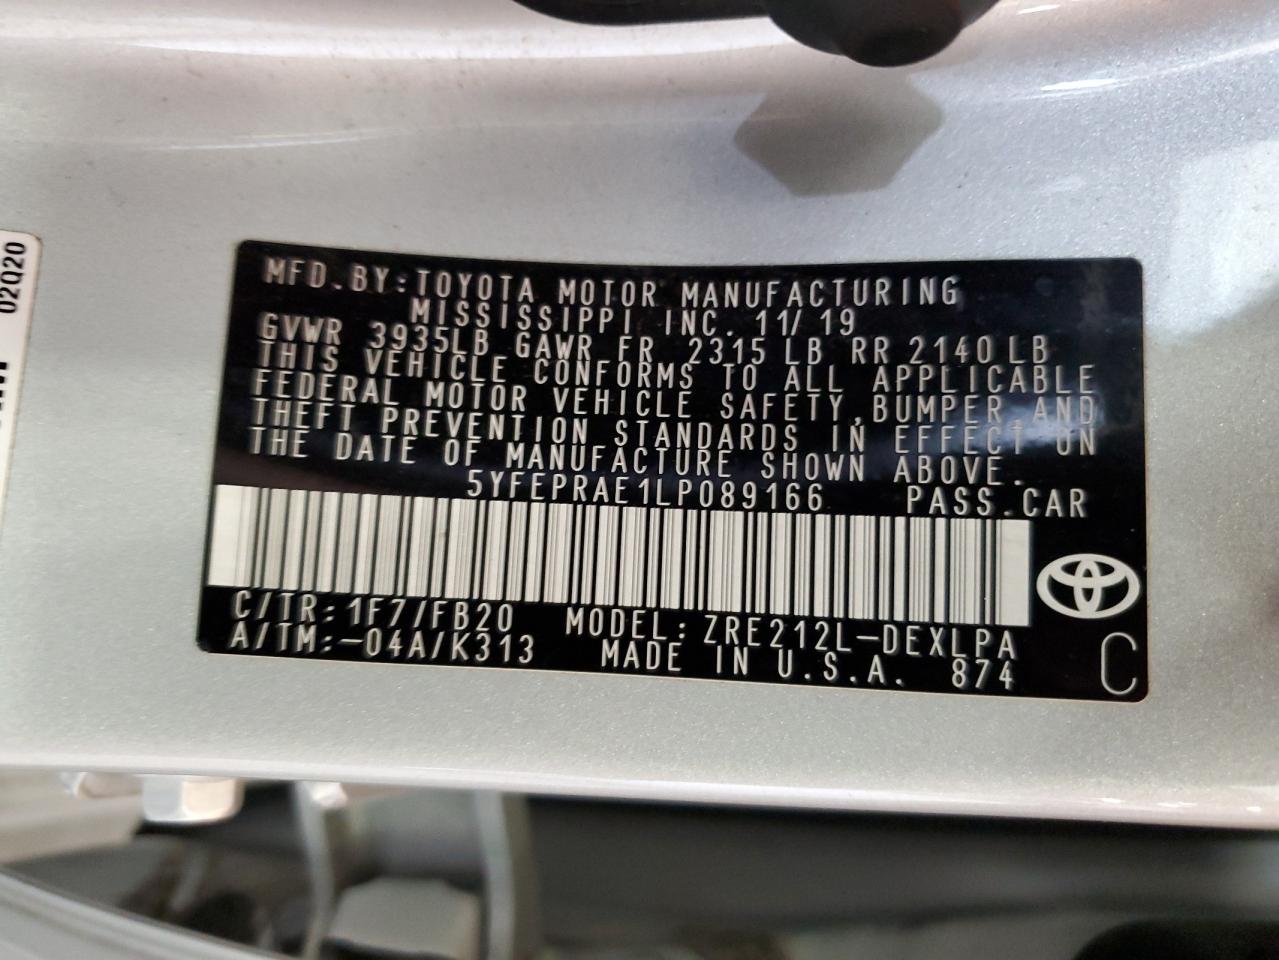 MFD. BY: TOYOTA MOTOR MANUFACTURING
MISSISSIPPI INC. 11/19
GVWR 3935LB GAWR FR 2315 LB RR 2140 LB
THIS VEHICLE CONFORMS TO ALL APPLICABLE
FEDERAL MOTOR VEHICLE SAFETY, BUMPER AND
THEFT PREVENTION STANDARDS IN EFFECT ON
THE DATE OF MANUFACTURE SHOWN ABOVE.
5YFEPRAE1LP089166 PASS.CAR
C/TR: 1F7/FB20 MODEL: ZRE212L-DEXLPA
A/TM:-04A/K313 MADE IN U.S.A. 874
C
02Q20